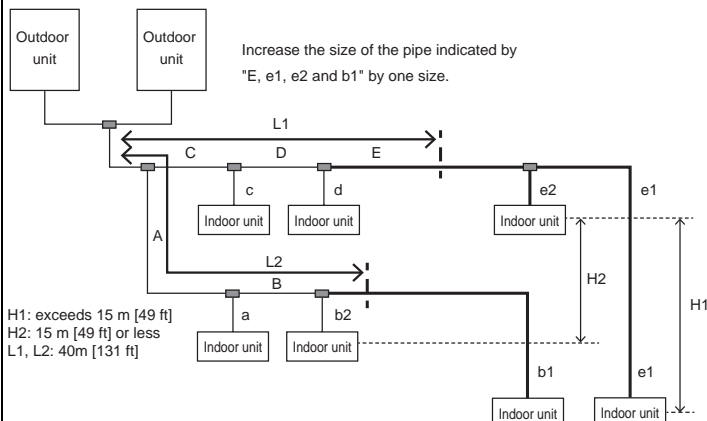 Outdoor
unit
Outdoor
unit
Increase the size of the pipe indicated by
"E, e1, e2 and b1" by one size.
L1
C
D
E
c
d
e2
e1
Indoor unit
Indoor unit
Indoor unit
A
L2
B
H2
H1
H1: exceeds 15 m [49 ft]
H2: 15 m [49 ft] or less
L1, L2: 40m [131 ft]
a
b2
Indoor unit
Indoor unit
b1
e1
Indoor unit
Indoor unit